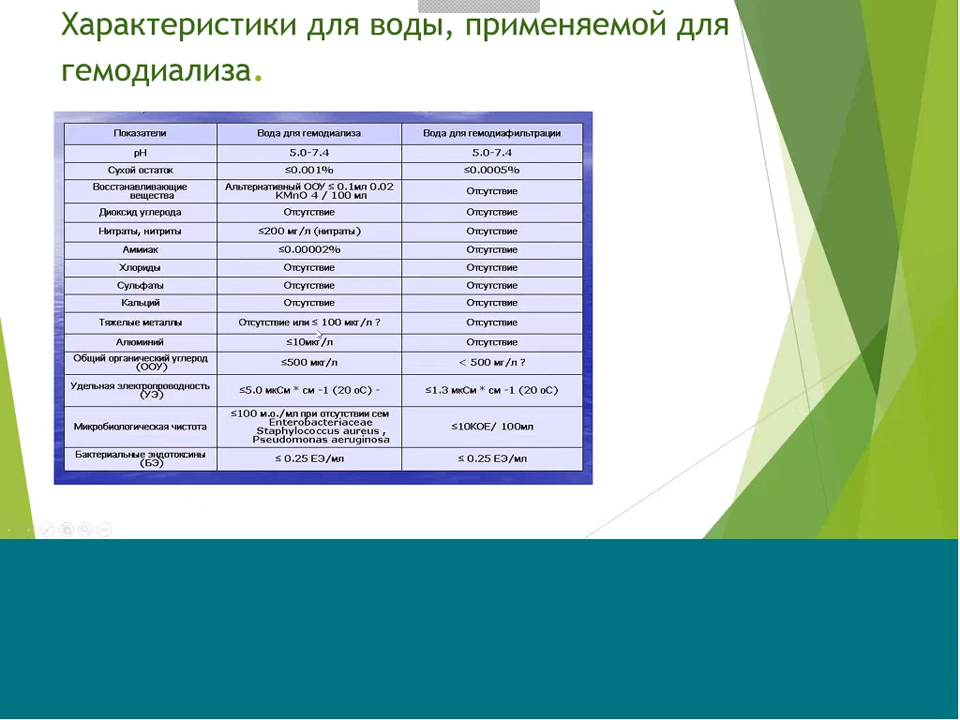 Характеристики для воды, применяемой для
гемодиализа.
Показатели Вода для гемодиализа Вода для гемодиафильтрации
pH 5.0-7.4 5.0-7.4
Сухой остаток ≤0.001% ≤0.0005%
Восстанавливающие вещества Альтернативный ООУ ≤ 0.1мл 0.02 KMnO 4 / 100 мл Отсутствие
Диоксид углерода Отсутствие Отсутствие
Нитраты, нитриты ≤200 мг/л (нитраты) Отсутствие
Аммиак ≤0.00002% Отсутствие
Хлориды Отсутствие Отсутствие
Сульфаты Отсутствие Отсутствие
Кальций Отсутствие Отсутствие
Тяжелые металлы Отсутствие или ≤ 100 мкг/л ? Отсутствие
Алюминий ≤10мкг/л Отсутствие
Общий органический углерод (ООУ) ≤500 мкг/л < 500 мг/л ?
Удельная электропроводность (УЭ) ≤5.0 мкСм * см -1 (20 oC) - ≤1.3 мкСм * см -1 (20 oC)
Микробиологическая чистота ≤100 м.о./мл при отсутствии сем Enterobacteriaceae Staphylococcus aureus , Pseudomonas aeruginosa ≤10КОЕ/ 100мл
Бактериальные эндотоксины (БЭ) ≤ 0.25 ЕЭ/мл ≤ 0.25 ЕЭ/мл